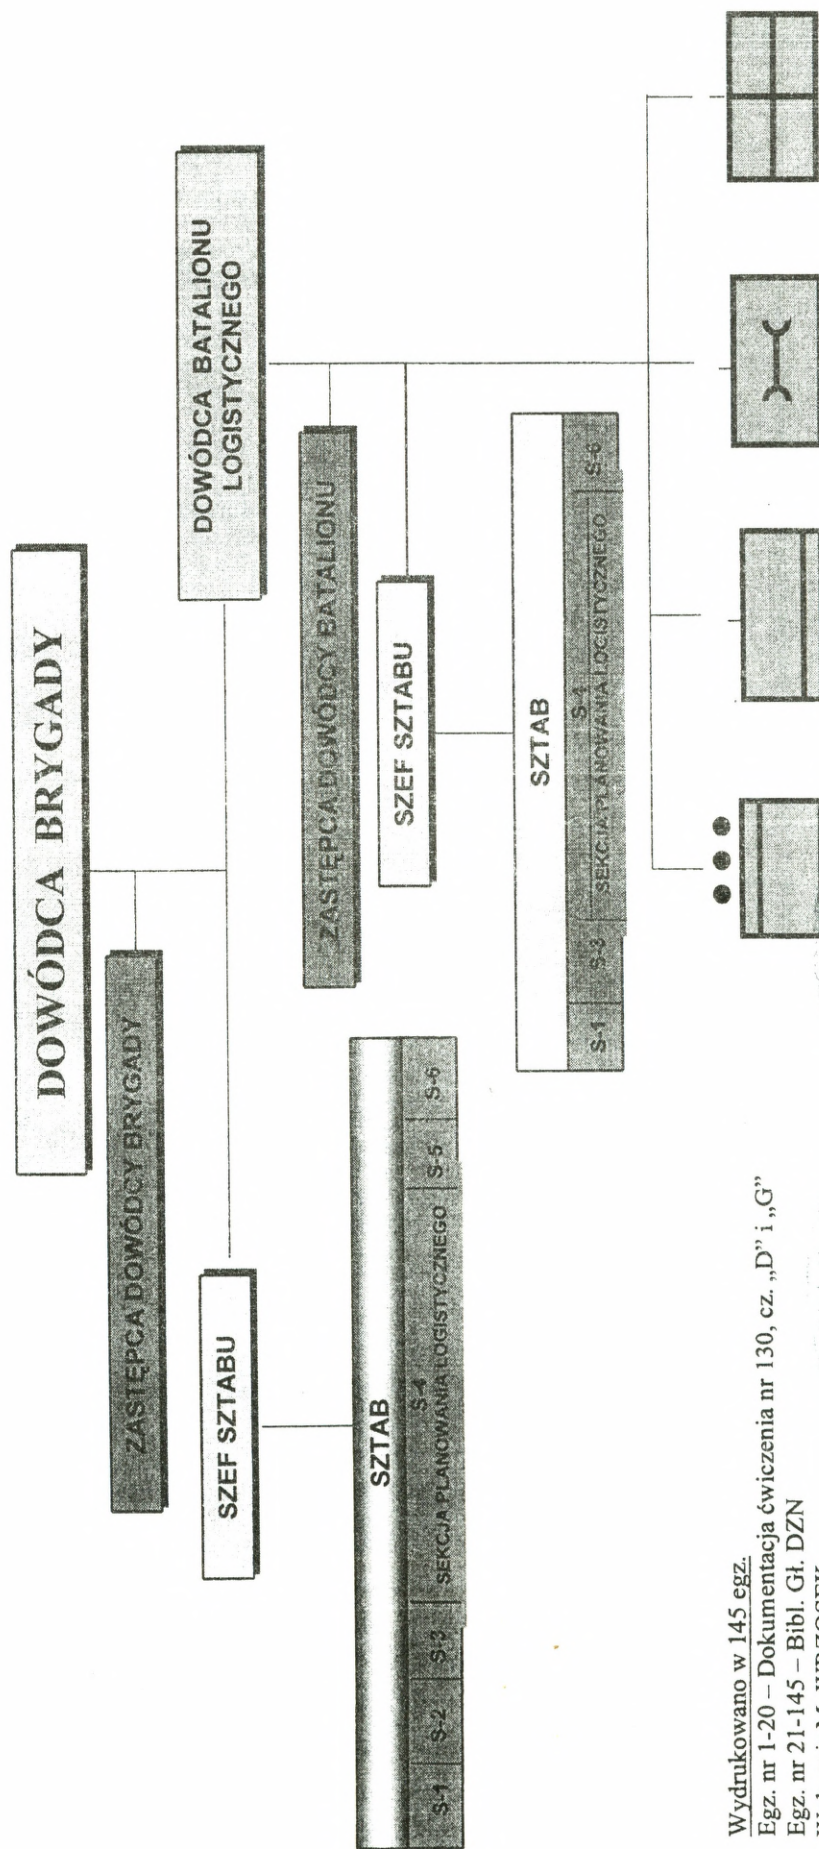 DOWÓDCA BRYGADY
ZASTĘPCA DOWÓDCY BRYGADY
DOWÓDCA BATALIONU
LOGISTYCZNEGO
SZEF SZTABU
ZASTĘPCA DOWÓDCY BATALIONU
SZTAB
S-1 S-2 S-3 S-4 S-5 S-6
SEKCJA PLANOWANIA LOGISTYCZNEGO
SZEF SZTABU
SZTAB
S-1 S-3 S-4 S-6
SEKCJA PLANOWANIA LOGISTYCZNEGO
Wydrukowano w 145 egz.
Egz. nr 1-20 – Dokumentacja ćwiczenia nr 130, cz. „D” i „G”
Egz. nr 21-145 – Bibl. Gł. DZN